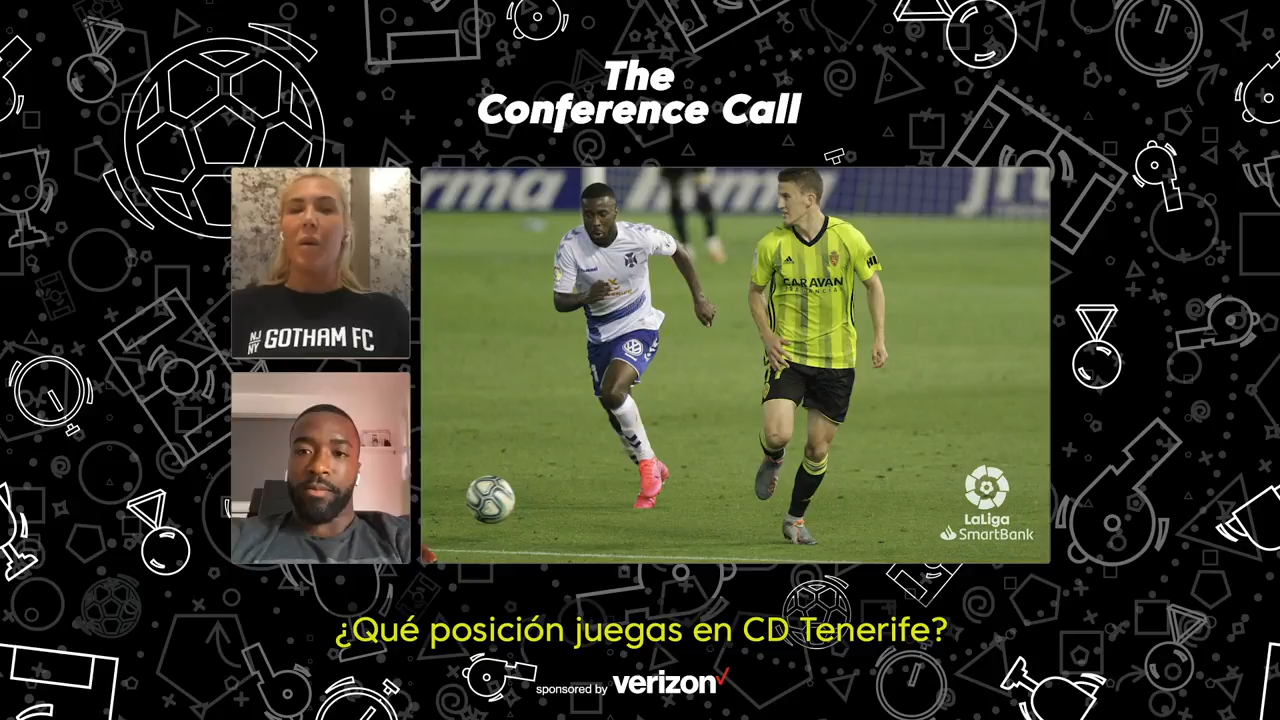 The
Conference Call
NJ
NY
GOTHAM FC
CARAVAN
FRAGANCIAS
LaLiga
SmartBank
¿Qué posición juegas en CD Tenerife?
sponsored by verizon